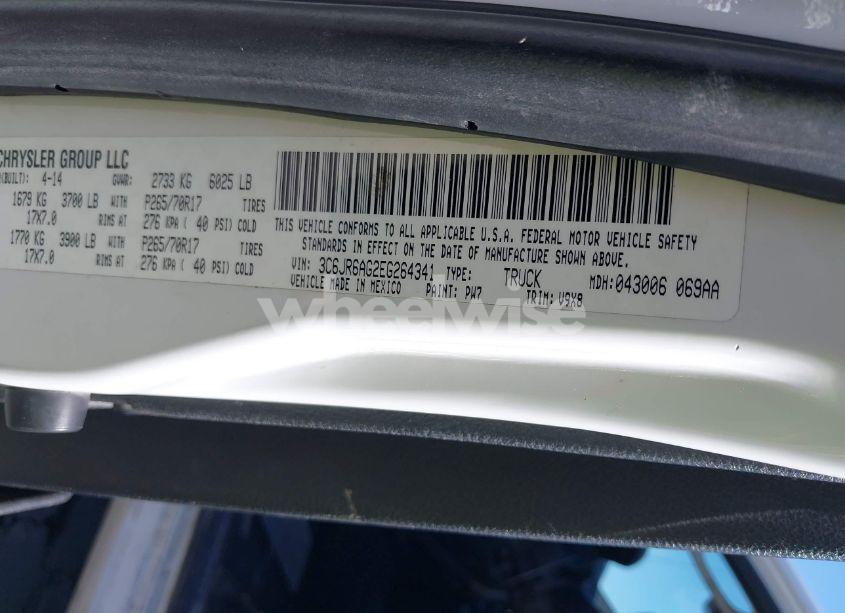 CHRYSLER GROUP LLC
(BUILT): 4-14 GVWR: 2733 KG 6025 LB
1679 KG 3700 LB WITH P265/70R17 TIRES
17X7.0 RIMS AT 276 KPA ( 40 PSI) COLD
1770 KG 3900 LB WITH P265/70R17 TIRES
17X7.0 RIMS AT 276 KPA ( 40 PSI) COLD
THIS VEHICLE CONFORMS TO ALL APPLICABLE U.S.A. FEDERAL MOTOR VEHICLE SAFETY
STANDARDS IN EFFECT ON THE DATE OF MANUFACTURE SHOWN ABOVE.
VIN: 3C6JR6AG2EG264341 TYPE: TRUCK MDH:043006 069AA
VEHICLE MADE IN MEXICO PAINT: PW7 TRIM: V9X8
wheelwise